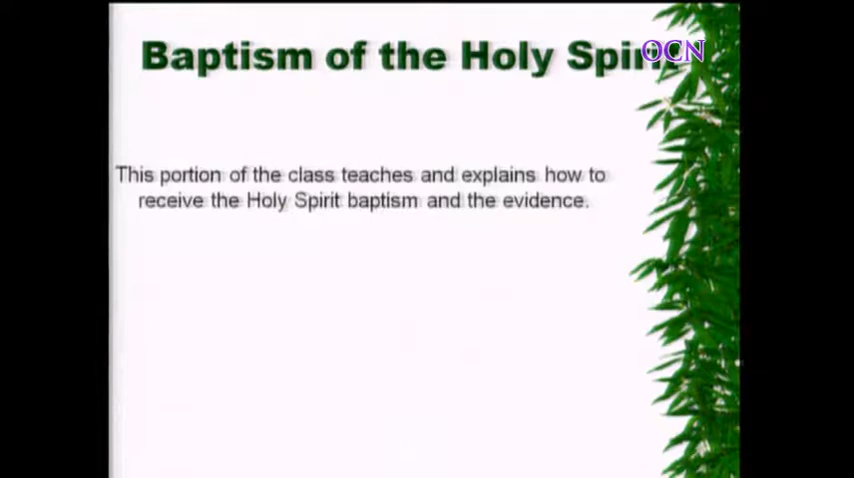 Baptism of the Holy Spirit
OCN
This portion of the class teaches and explains how to
receive the Holy Spirit baptism and the evidence.